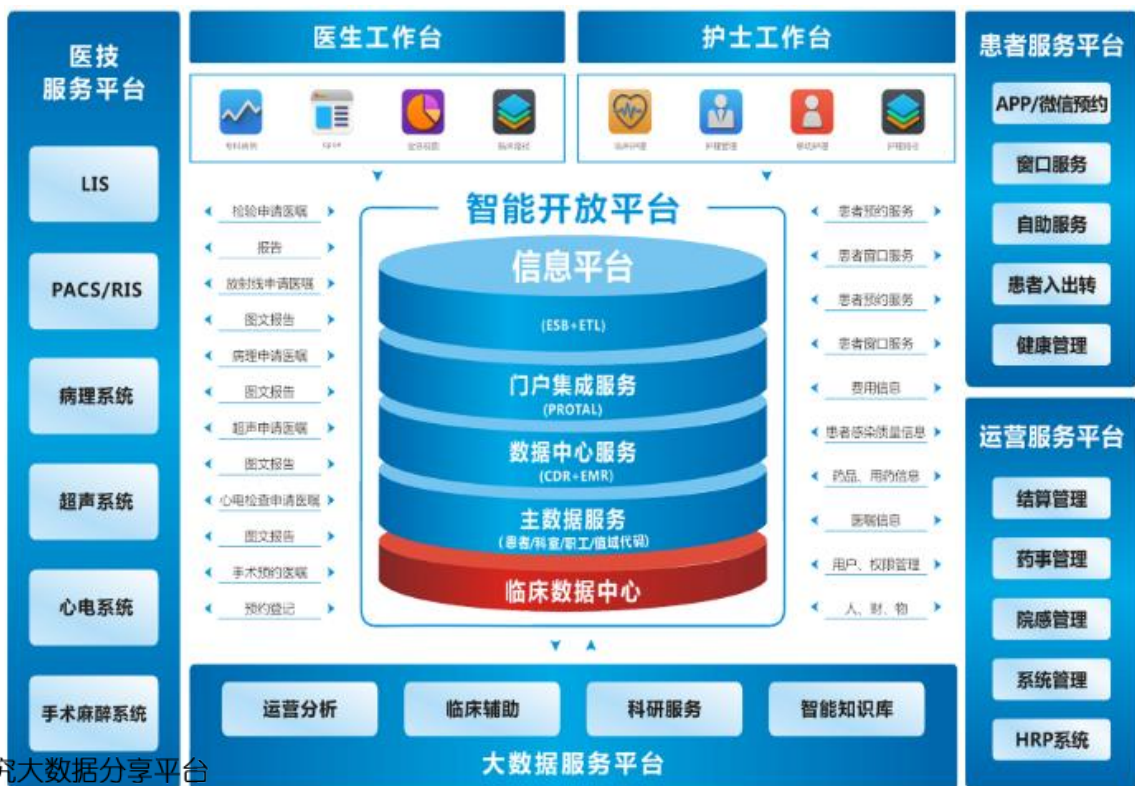 医技
服务平台
LIS
PACS/RIS
病理系统
超声系统
心电系统
手术麻醉系统
医生工作台
护士工作台
临床护理
护理管理
移动护理
检验申请医嘱
报告
放射线申请医嘱
图文报告
病理申请医嘱
图文报告
超声申请医嘱
图文报告
心电检查申请医嘱
图文报告
手术预约医嘱
预约登记
智能开放平台
信息平台
(ESB+ETL)
门户集成服务
(PROTAL)
数据中心服务
(CDR+EMR)
主数据服务
(患者/科室/职工/值域代码)
临床数据中心
患者预约服务
患者窗口服务
患者预约服务
患者窗口服务
费用信息
患者感染质量信息
药品、用药信息
医嘱信息
用户、权限管理
人、财、物
患者服务平台
APP/微信预约
窗口服务
自助服务
患者入出转
健康管理
运营服务平台
结算管理
药事管理
院感管理
系统管理
HRP系统
运营分析
临床辅助
科研服务
智能知识库
大数据服务平台
究大数据分享平台